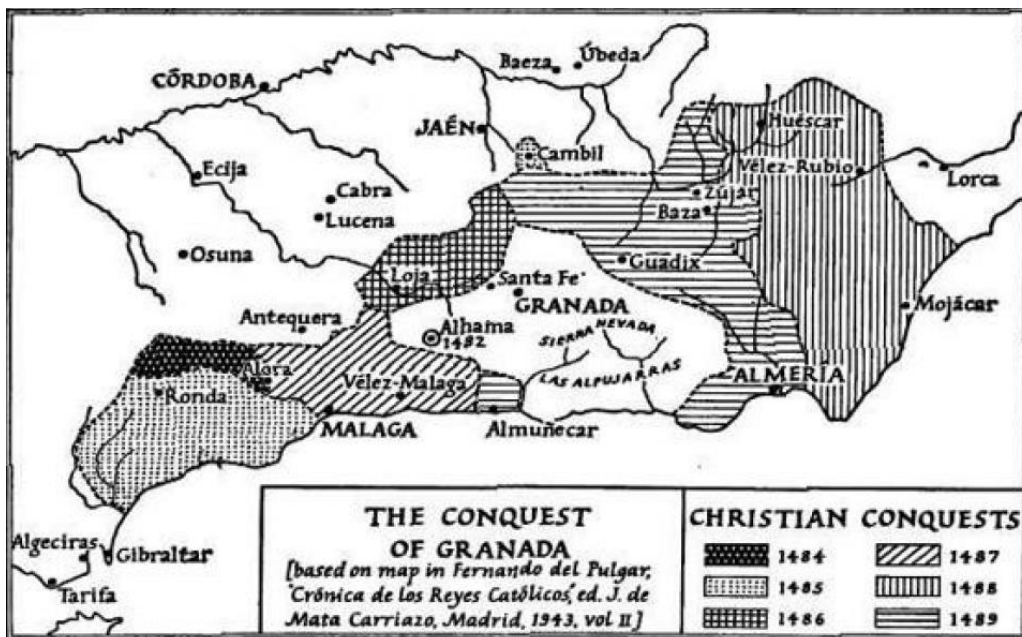 Baeza
Úbeda
CÓRDOBA
JAÉN
Huéscar
Cambil
Ecija
Vélez-Rubio
Lorca
Cabra
Zújar
Lucena
Baza
Osuna
Guadix
Loja
Santa Fe
GRANADA
Mojácar
Antequera
Alhama
1482
SIERRA NEVADA
LAS ALPUJARRAS
ALMERÍA
Alora
Vélez-Malaga
Ronda
MALAGA
Almuñecar
Algeciras
Gibraltar
Tarifa
THE CONQUEST
OF GRANADA
[based on map in Fernando del Pulgar,
'Crónica de los Reyes Católicos', ed. J. de
Mata Carriazo, Madrid, 1943, vol II]
CHRISTIAN CONQUESTS
1484
1485
1486
1487
1488
1489